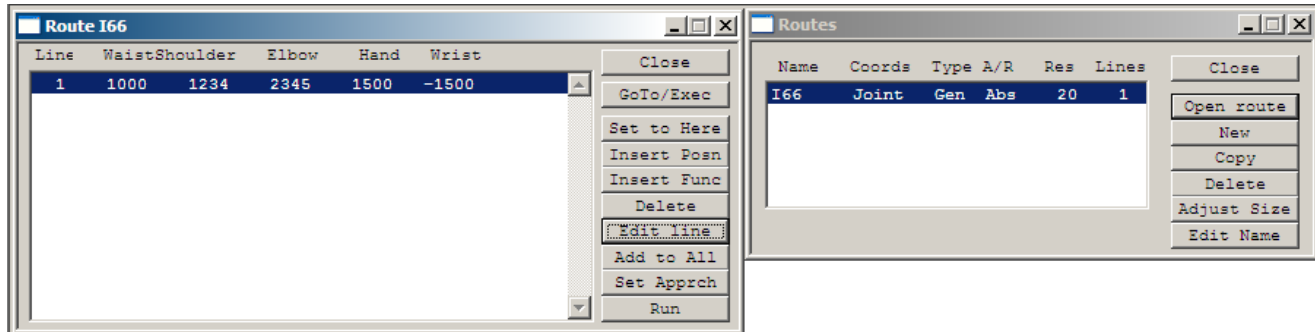 Route I66
Line WaistShoulder Elbow Hand Wrist
1 1000 1234 2345 1500 -1500
Close
GoTo/Exec
Set to Here
Insert Posn
Insert Func
Delete
Edit line
Add to All
Set Apprch
Run
Routes
Name Coords Type A/R Res Lines
I66 Joint Gen Abs 20 1
Close
Open route
New
Copy
Delete
Adjust Size
Edit Name